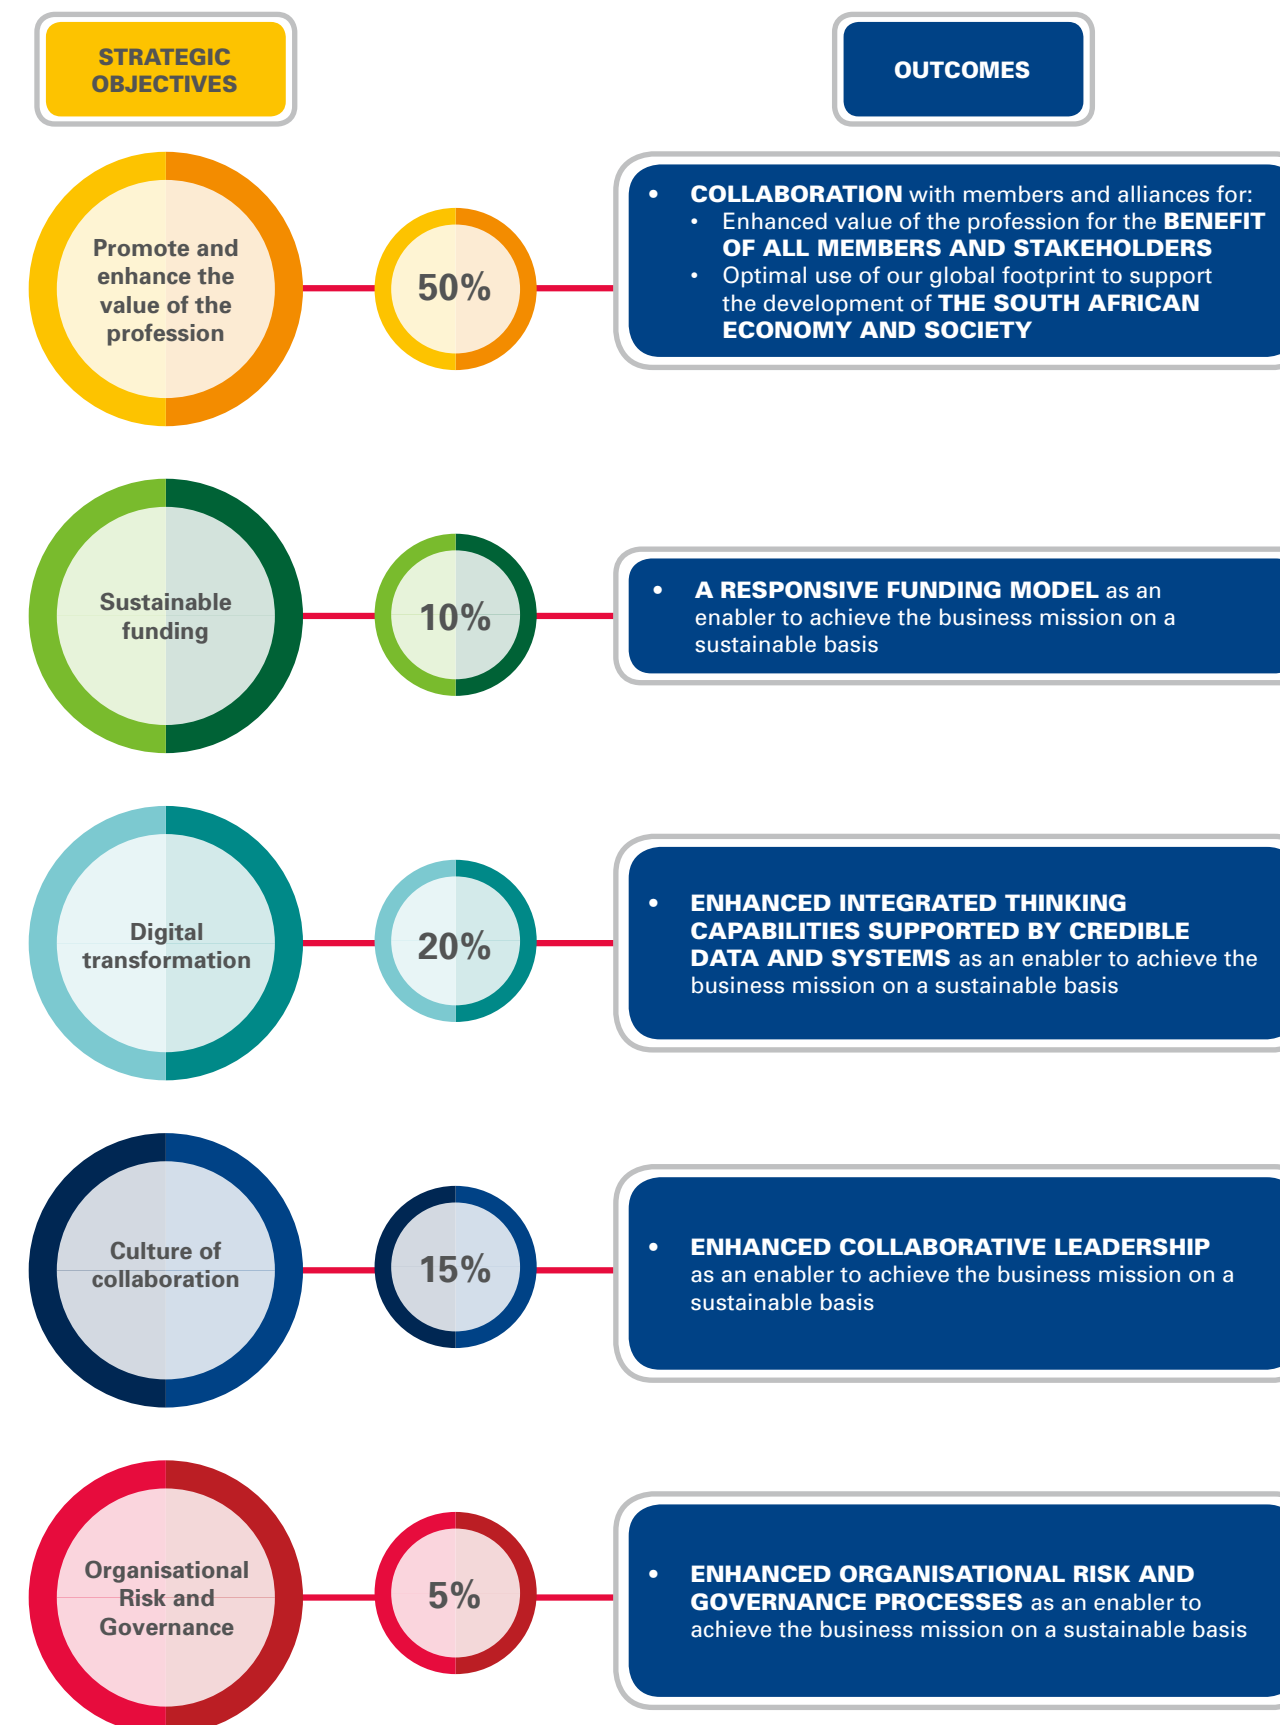 STRATEGIC
OBJECTIVES
OUTCOMES
Promote and
enhance the
value of the
profession
50%
• COLLABORATION with members and alliances for:
• Enhanced value of the profession for the BENEFIT
OF ALL MEMBERS AND STAKEHOLDERS
• Optimal use of our global footprint to support
the development of THE SOUTH AFRICAN
ECONOMY AND SOCIETY
Sustainable
funding
10%
• A RESPONSIVE FUNDING MODEL as an
enabler to achieve the business mission on a
sustainable basis
Digital
transformation
20%
• ENHANCED INTEGRATED THINKING
CAPABILITIES SUPPORTED BY CREDIBLE
DATA AND SYSTEMS as an enabler to achieve the
business mission on a sustainable basis
Culture of
collaboration
15%
• ENHANCED COLLABORATIVE LEADERSHIP
as an enabler to achieve the business mission on a
sustainable basis
Organisational
Risk and
Governance
5%
• ENHANCED ORGANISATIONAL RISK AND
GOVERNANCE PROCESSES as an enabler to
achieve the business mission on a sustainable basis